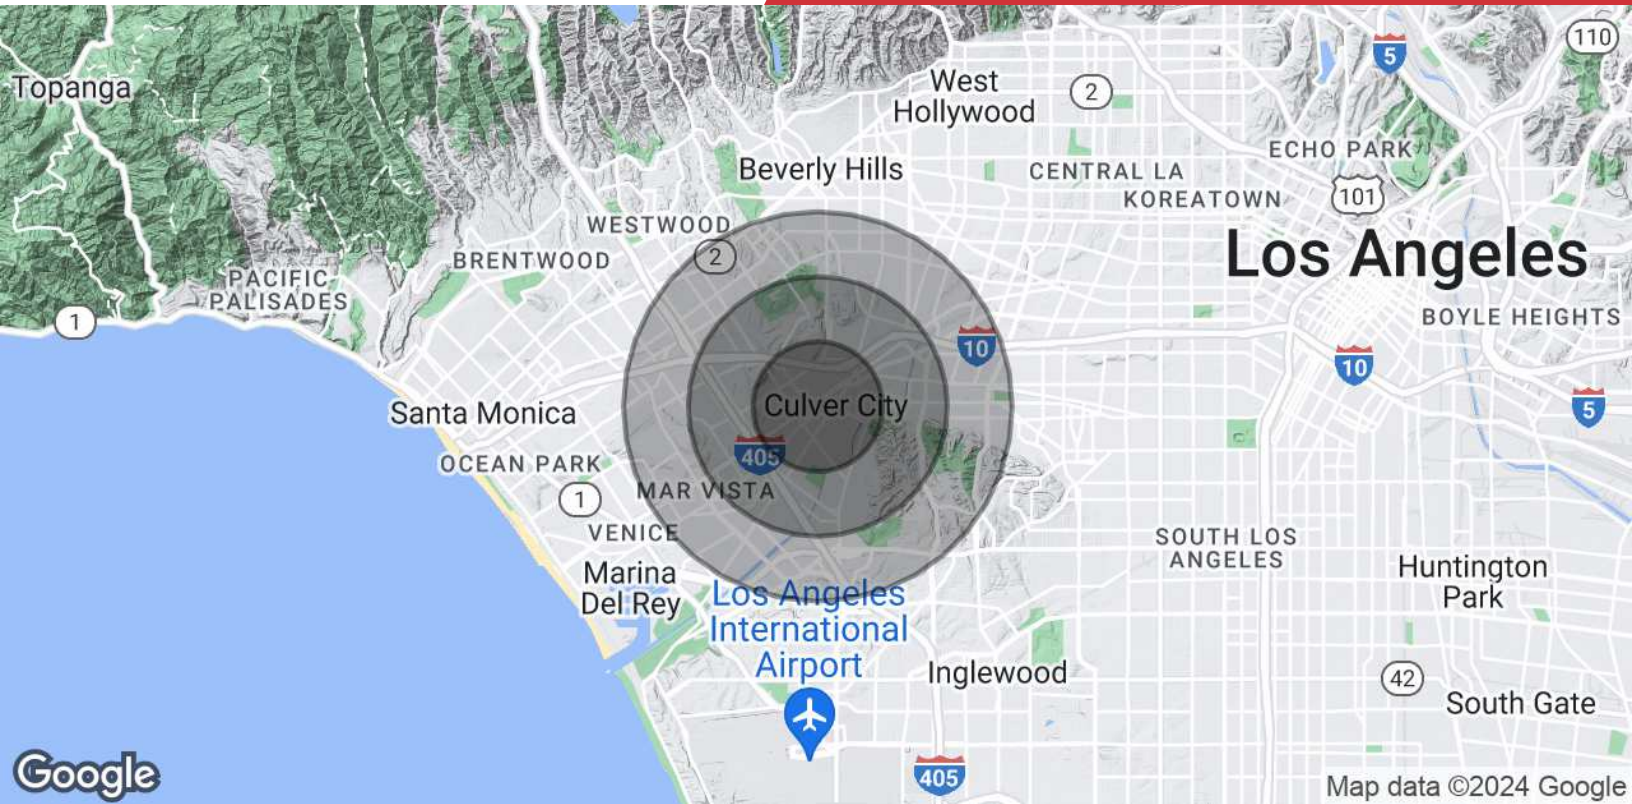 Topanga
West
Hollywood
2
5
110
Beverly Hills
CENTRAL LA
ECHO PARK
KOREATOWN
101
WESTWOOD
2
BRENTWOOD
Los Angeles
PACIFIC
PALISADES
1
BOYLE HEIGHTS
10
10
Santa Monica
Culver City
5
405
OCEAN PARK
MAR VISTA
1
VENICE
SOUTH LOS
ANGELES
Marina
Del Rey
Los Angeles
International
Airport
Huntington
Park
Inglewood
42
South Gate
405
Google
Map data ©2024 Google